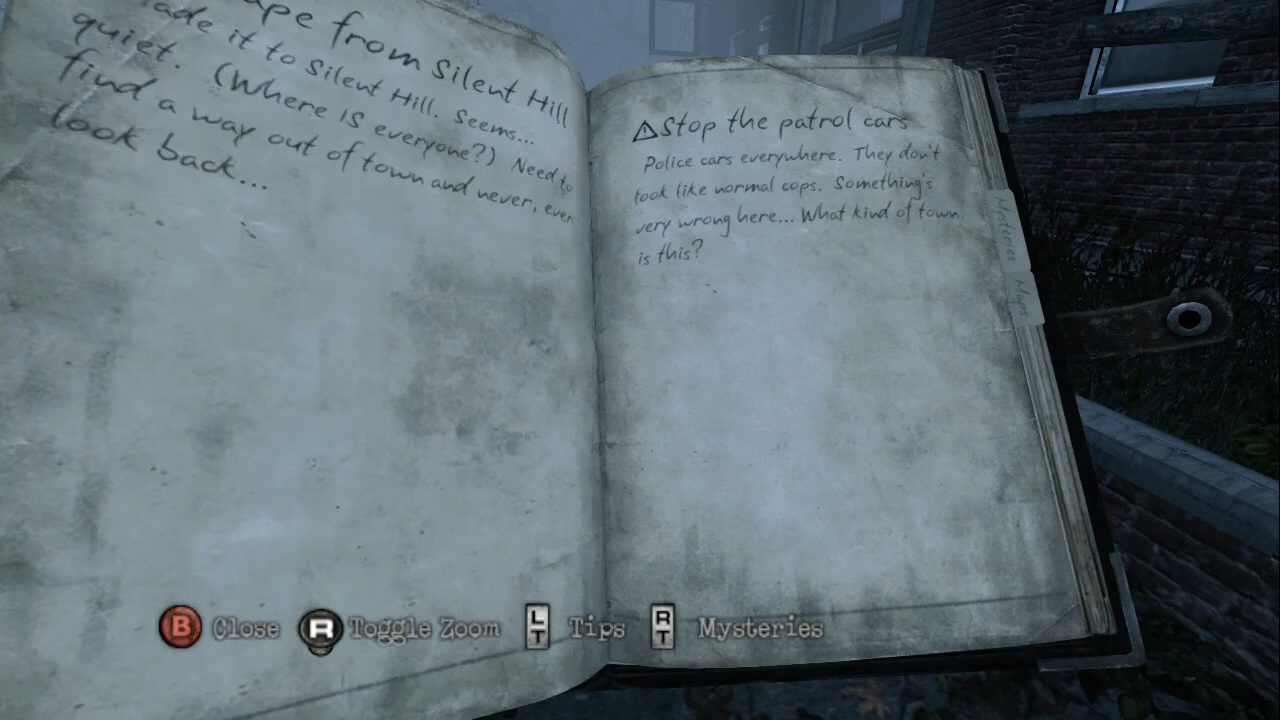 ape from Silent Hill
ade it to Silent Hill. Seems...
quiet. (Where is everyone?) Need to
find a way out of town and never, ever
look back...
Stop the patrol cars
Police cars everywhere. They don't
look like normal cops. Something's
very wrong here... What kind of town
is this?
Mysteries
Maps
B Close R Toggle Zoom LT Tips RT Mysteries